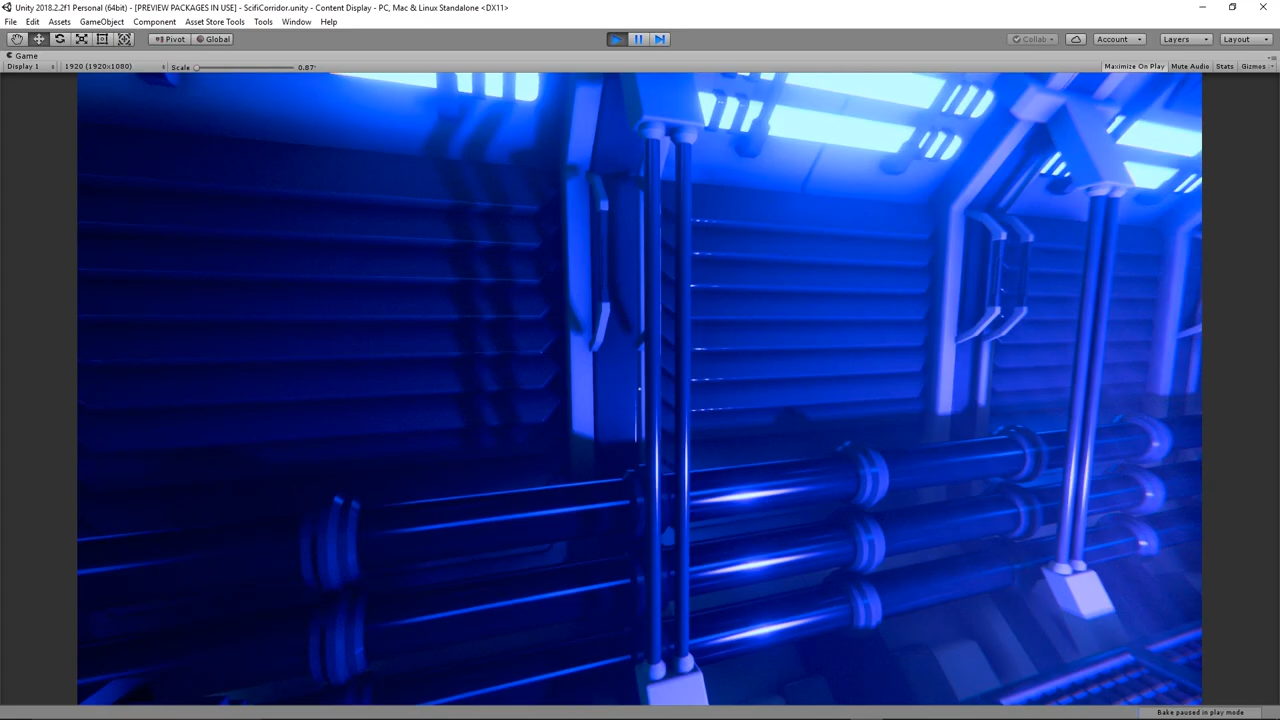 Unity 2018.2.2f1 Personal (64bit) - [PREVIEW PACKAGES IN USE] - ScifiCorridor.unity - Content Display - PC, Mac & Linux Standalone <DX11>
File Edit Assets GameObject Component Asset Store Tools Tools Window Help
Pivot Global Collab Account Layers Layout
Game
Display 1 1920 (1920x1080) Scale 0.87 Maximize On Play Mute Audio Stats Gizmos
Bake paused in play mode